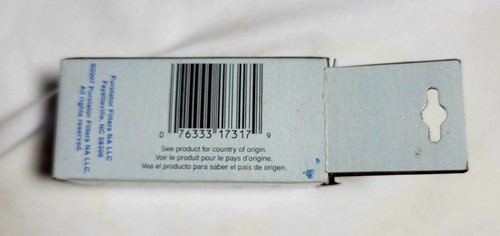 Purolator Filters NA LLC
Fayetteville, NC 28306
©2007 Purolator Filters NA LLC.
All rights reserved.
0 76333 17317 9
See product for country of origin.
Voir le produit pour le pays d'origine.
Vea el producto para saber el pais de origen.